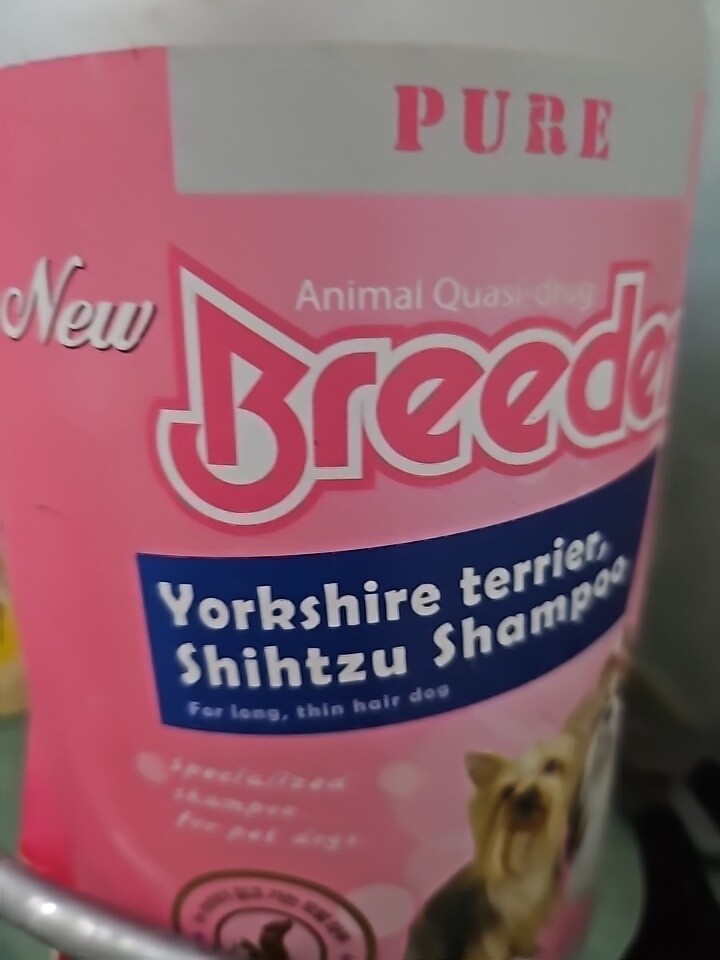 PURE
New
Animal Quasi-drug
Breeder
Yorkshire terrier,
Shihtzu Shampoo
For long, thin hair dog
Specialized
shampoo
for pet dogs